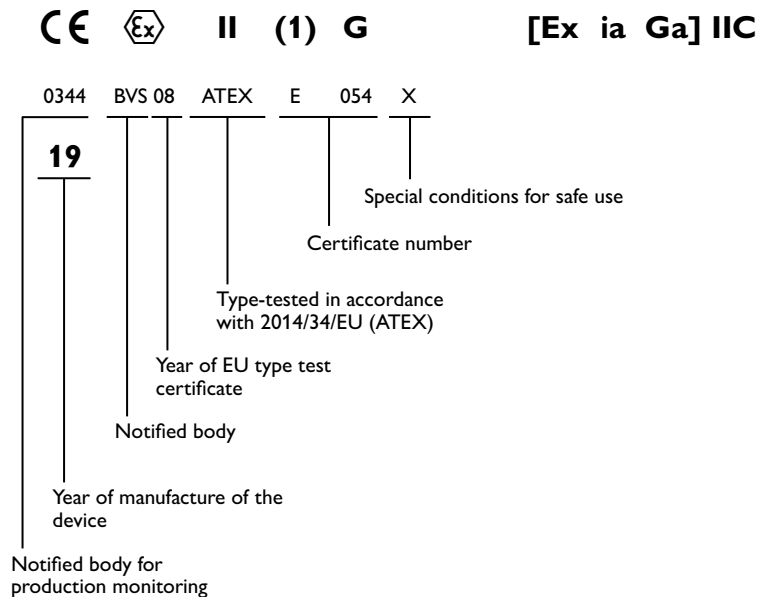 CE Ex II (1) G [Ex ia Ga] IIC
0344 BVS 08 ATEX E 054 X
19
Special conditions for safe use
Certificate number
Type-tested in accordance
with 2014/34/EU (ATEX)
Year of EU type test
certificate
Notified body
Year of manufacture of the
device
Notified body for
production monitoring